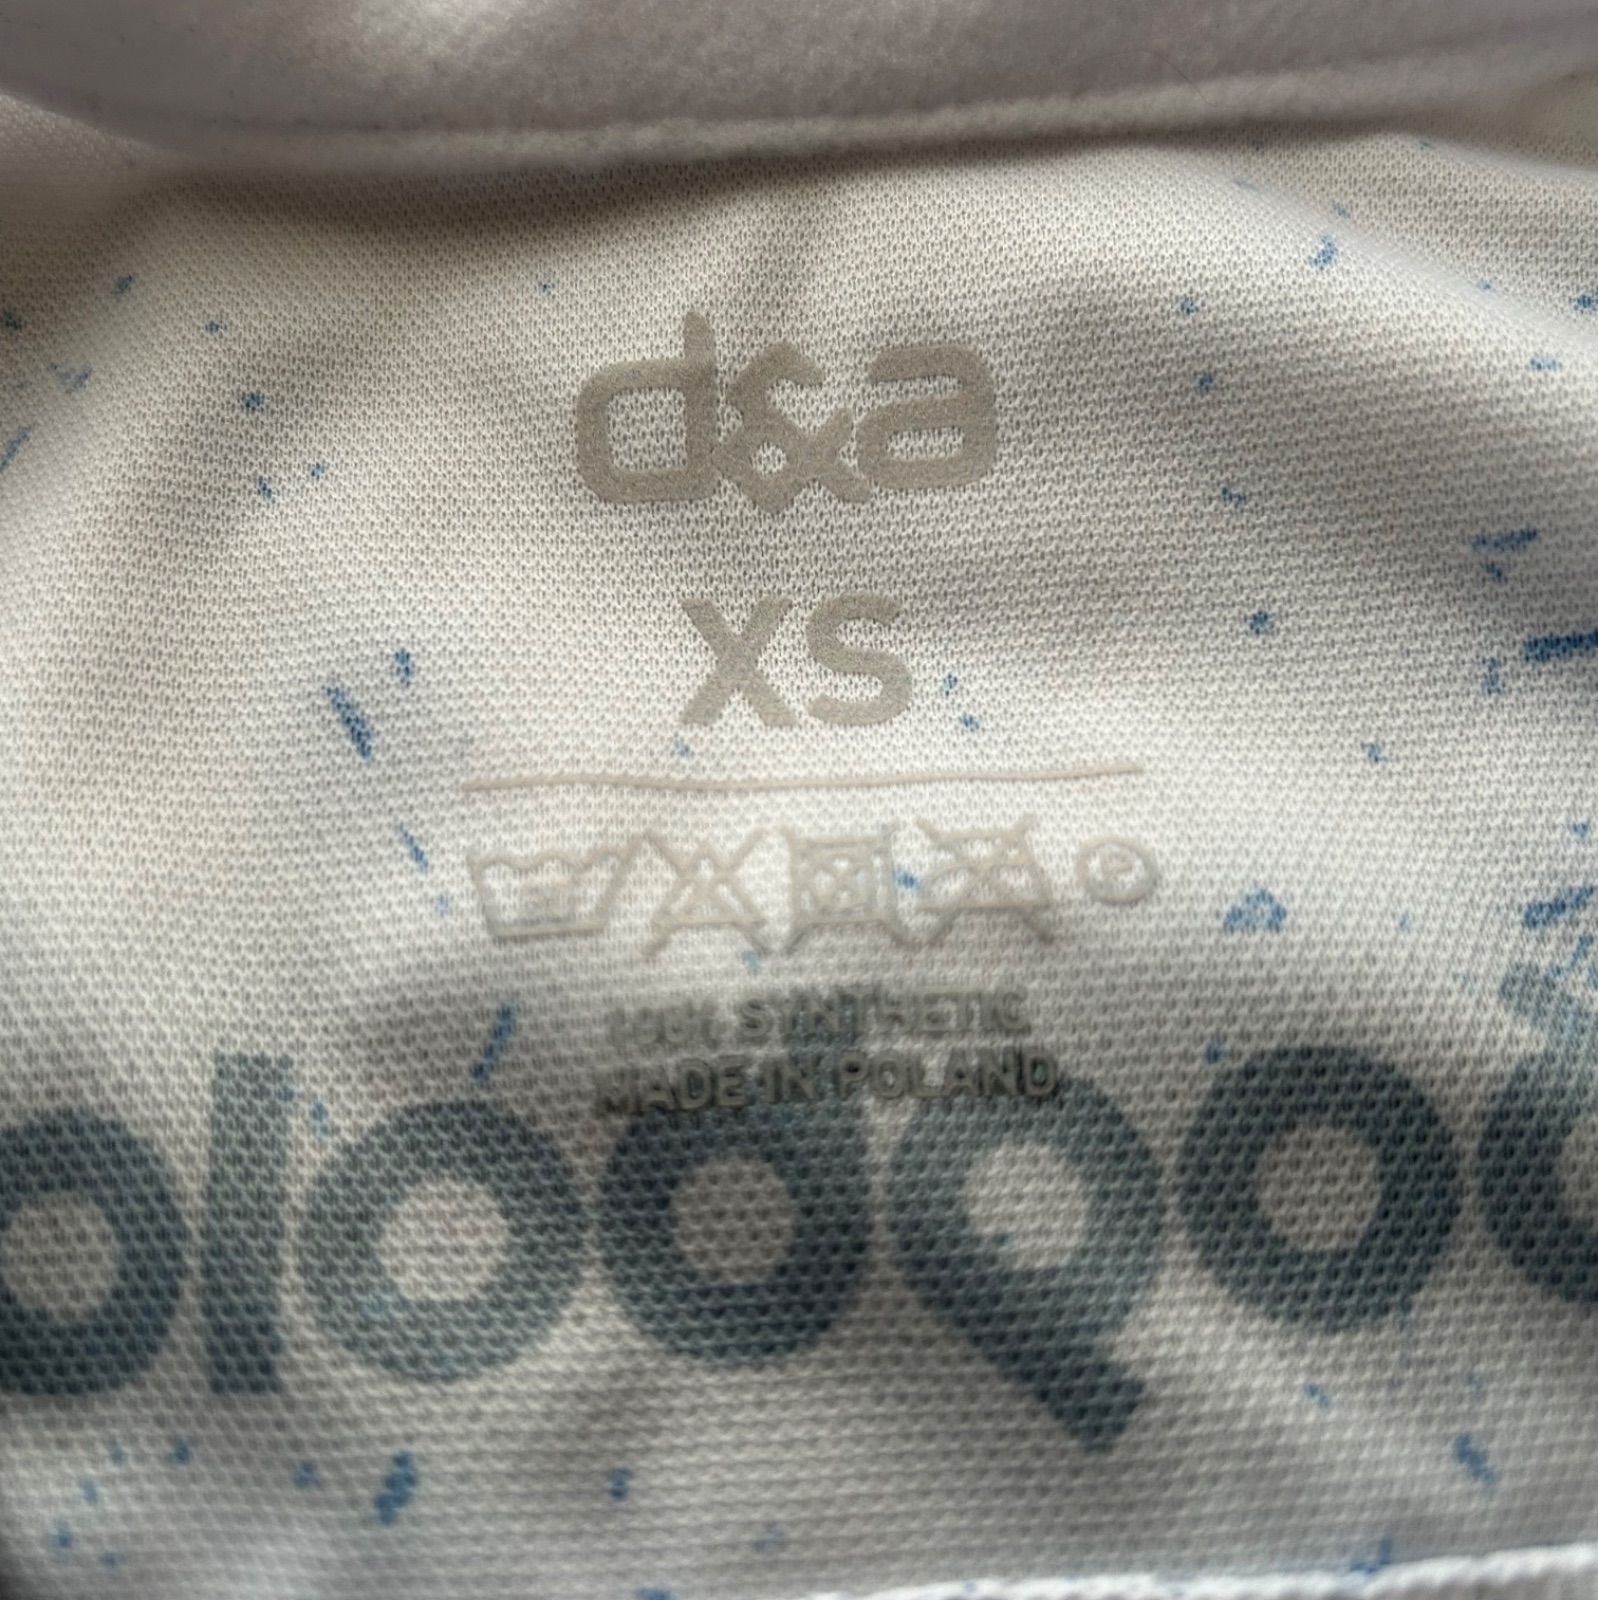 d&a
XS
P
100% SYNTHETIC
MADE IN POLAND